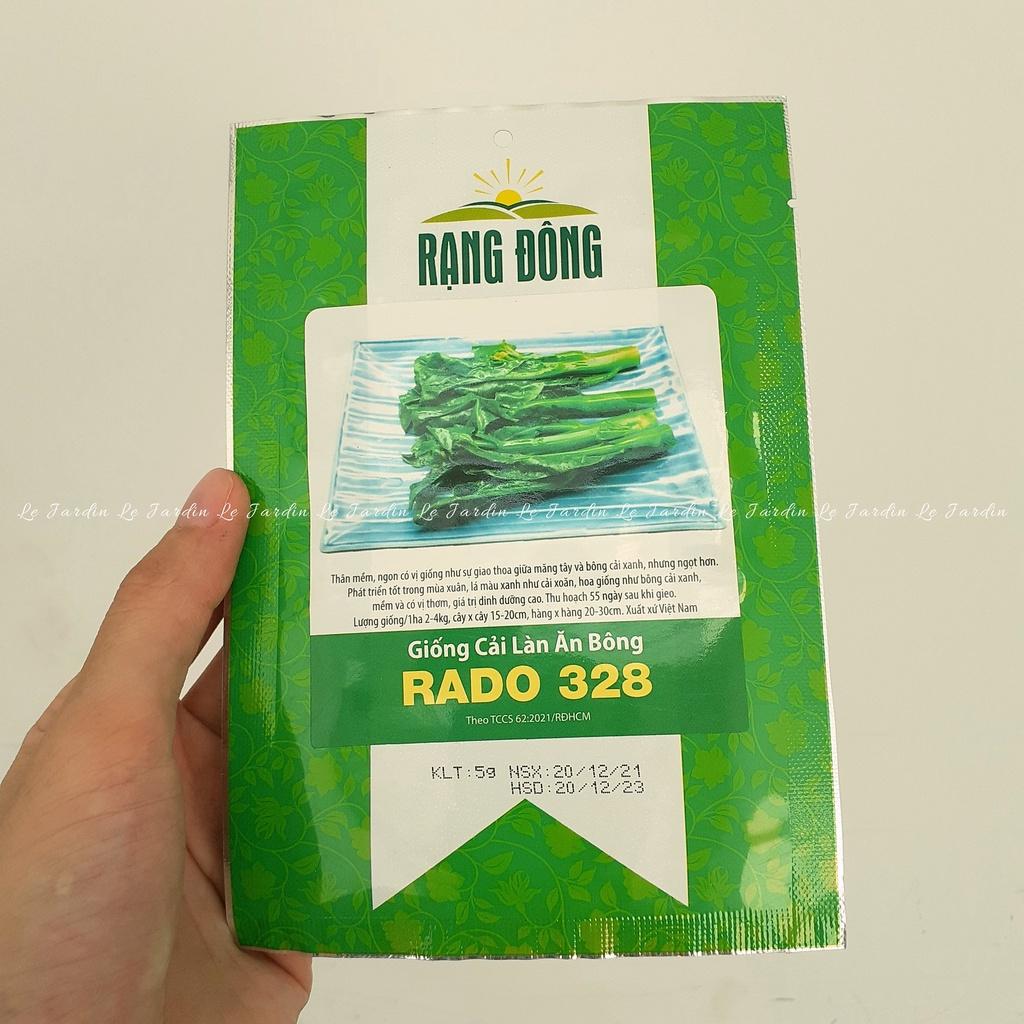 RẠNG ĐÔNG
Le Jardin Le Jardin Le Jardin Le Jardin Le Jardin Le Jardin Le Jardin Le Jardin Le Jardin Le Jardin
Thân mềm, ngon có vị giống như sự giao thoa giữa măng tây và bông cải xanh, nhưng ngọt hơn.
Phát triển tốt trong mùa xuân, lá màu xanh như cải xoăn, hoa giống như bông cải xanh,
mềm và có vị thơm, giá trị dinh dưỡng cao. Thu hoạch 55 ngày sau khi gieo.
Lượng giống/1ha 2-4kg, cây x cây 15-20cm, hàng x hàng 20-30cm. Xuất xứ Việt Nam
Giống Cải Làn Ăn Bông
RADO 328
Theo TCCS 62:2021/RĐHCM
KLT:5g NSX:20/12/21
HSD:20/12/23